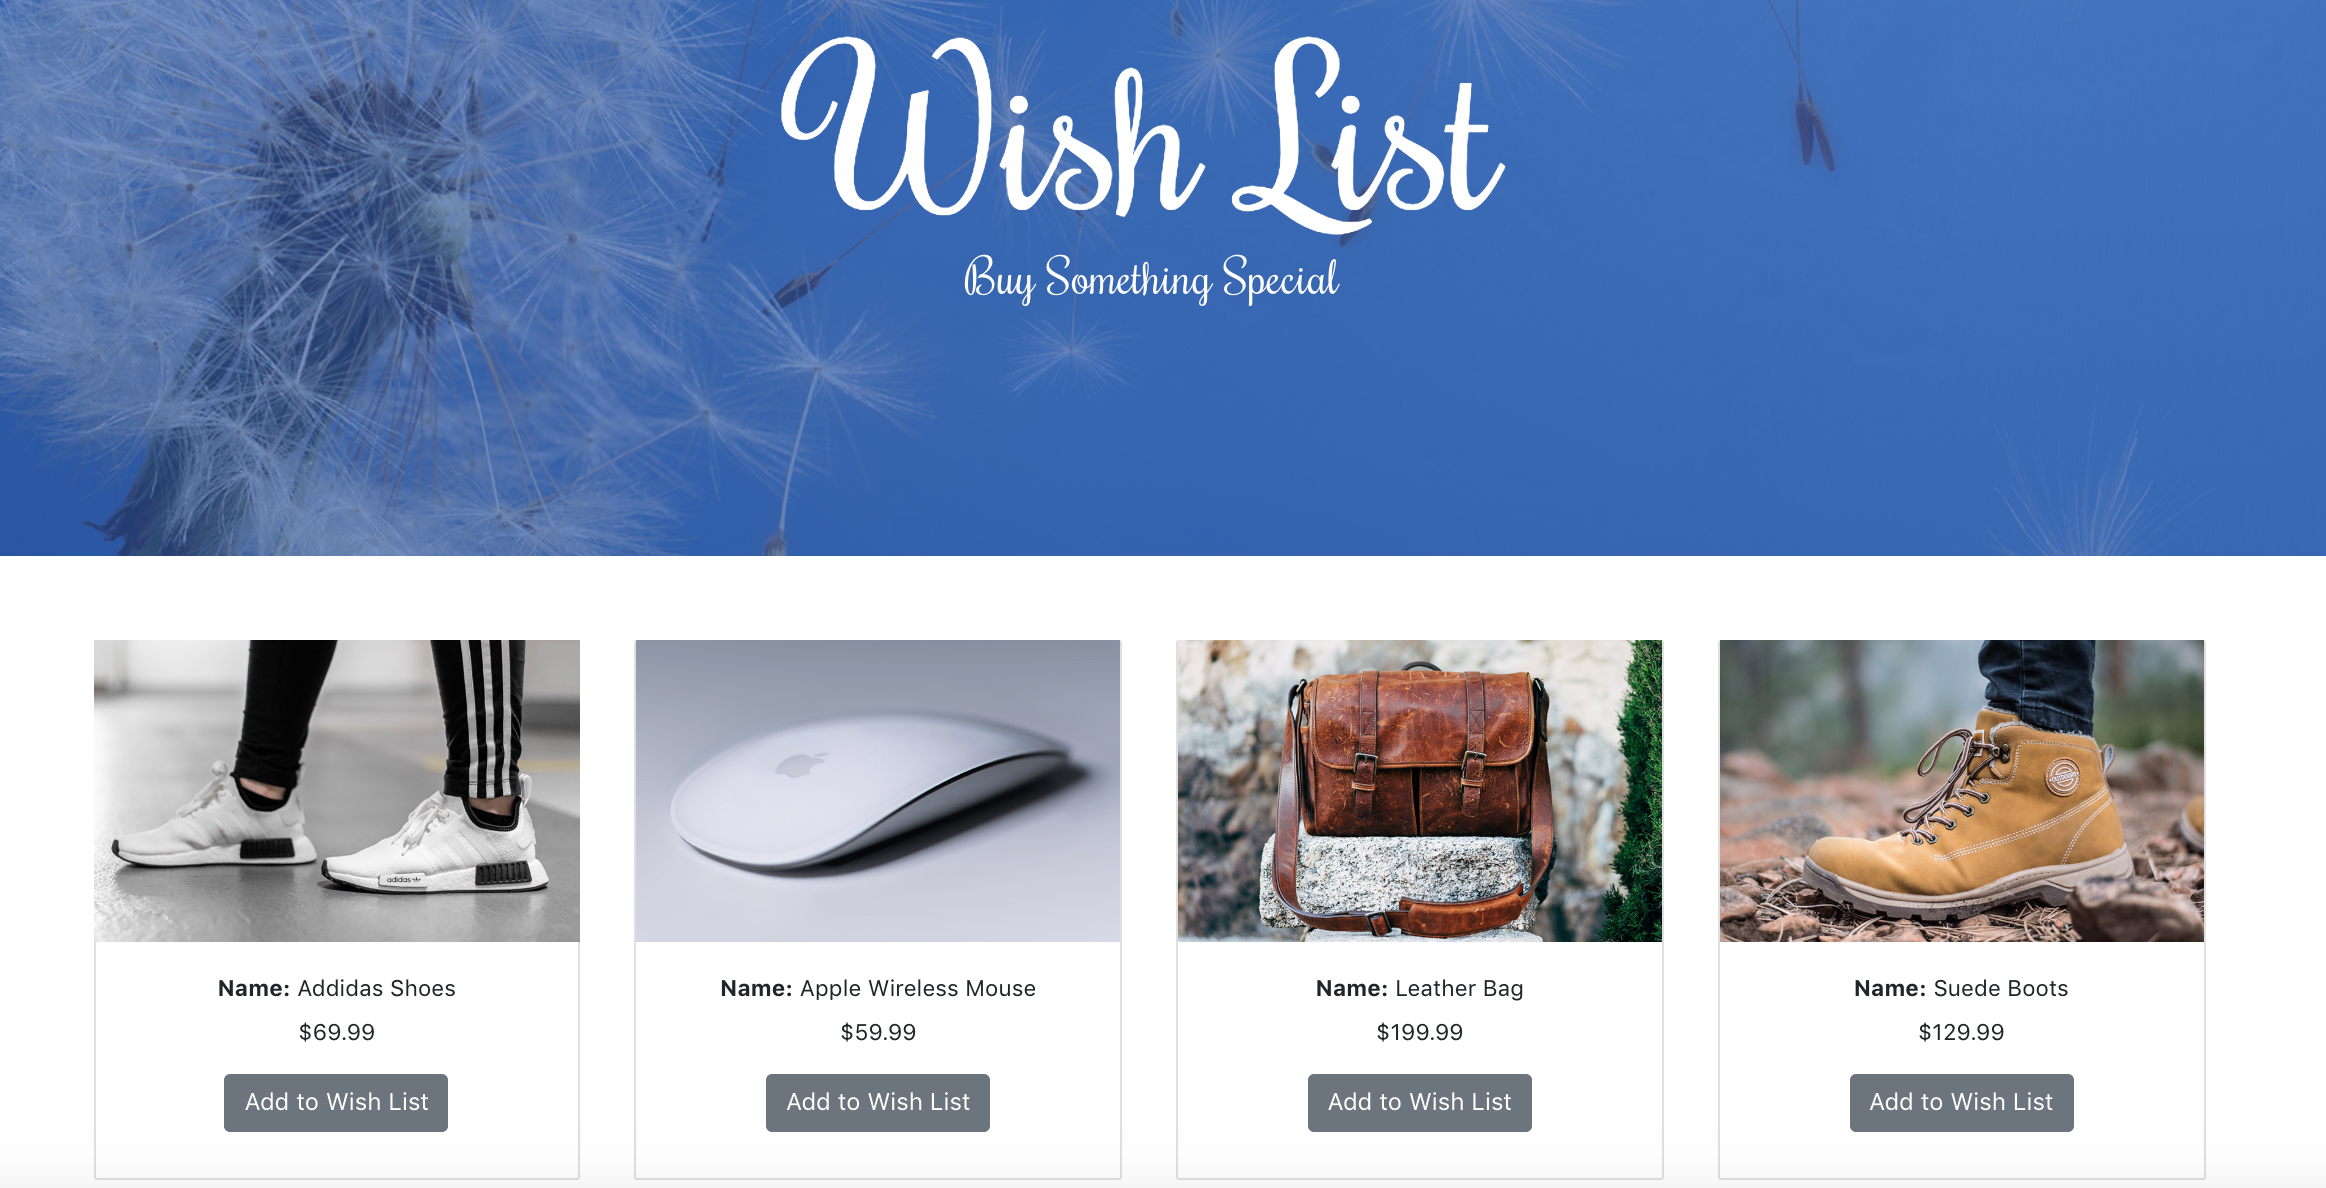 Wish List
Buy Something Special
adidas
OUTDOOR
Name: Addidas Shoes
$69.99
Add to Wish List
Name: Apple Wireless Mouse
$59.99
Add to Wish List
Name: Leather Bag
$199.99
Add to Wish List
Name: Suede Boots
$129.99
Add to Wish List